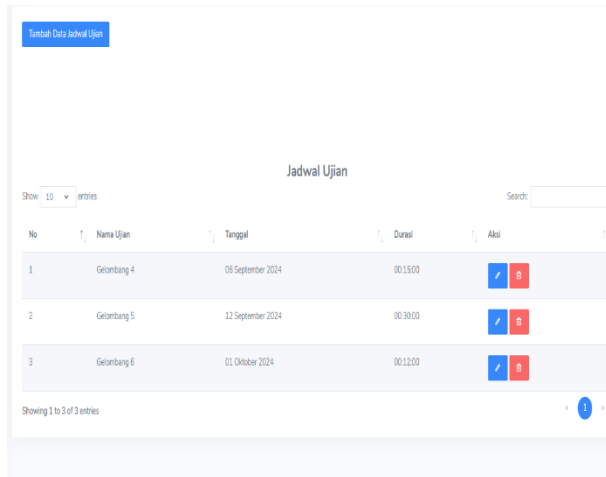 Tambah Data Jadwal Ujian
Jadwal Ujian
Show 10 entries Search:
No Nama Ujian Tanggal Durasi Aksi
1 Gelombang 4 08 September 2024 00:15:00
2 Gelombang 5 12 September 2024 00:30:00
3 Gelombang 6 01 Oktober 2024 00:12:00
Showing 1 to 3 of 3 entries 1